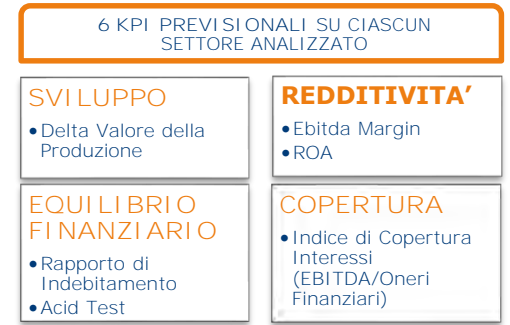 6 KPI PREVISIONALI SU CIASCUN
SETTORE ANALIZZATO
SVILUPPO
•Delta Valore della
Produzione
REDDITIVITA’
•Ebitda Margin
•ROA
EQUILIBRIO
FINANZIARIO
•Rapporto di
Indebitamento
•Acid Test
COPERTURA
•Indice di Copertura
Interessi
(EBITDA/Oneri
Finanziari)